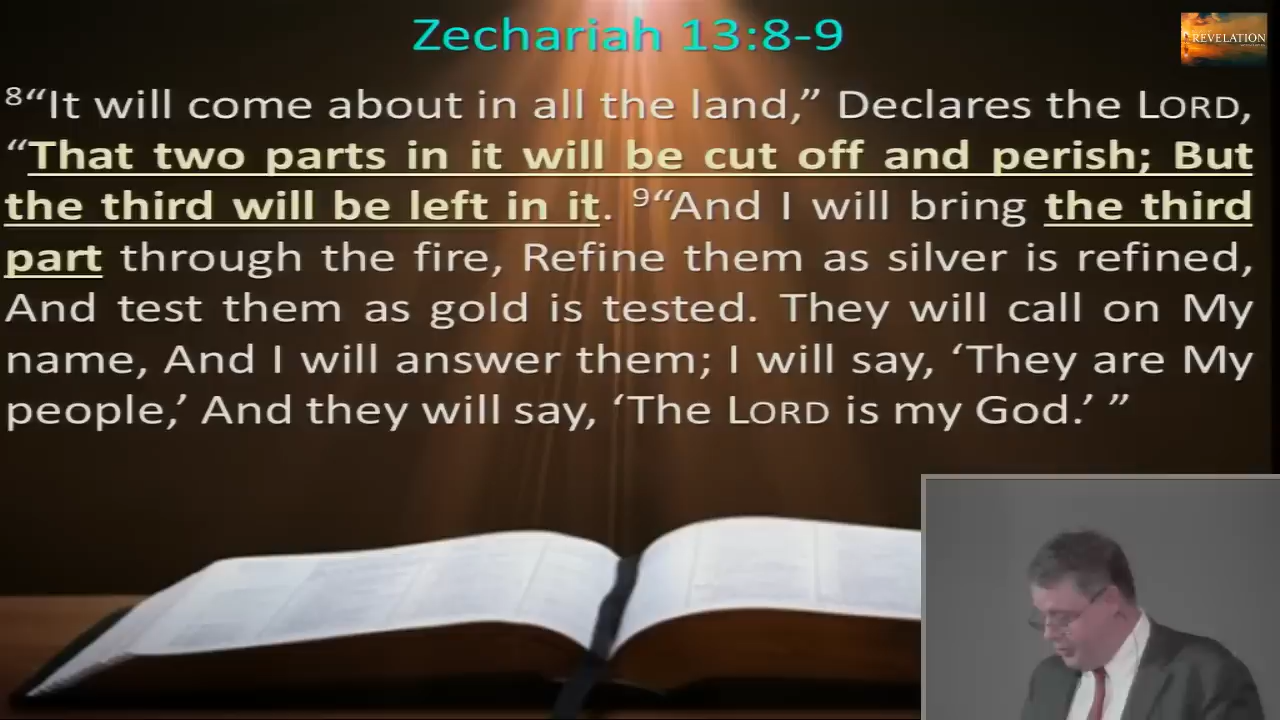 Zechariah 13:8-9
REVELATION
⁸“It will come about in all the land,” Declares the LORD,
“That two parts in it will be cut off and perish; But
the third will be left in it. ⁹“And I will bring the third
part through the fire, Refine them as silver is refined,
And test them as gold is tested. They will call on My
name, And I will answer them; I will say, ‘They are My
people,’ And they will say, ‘The LORD is my God.’ ”